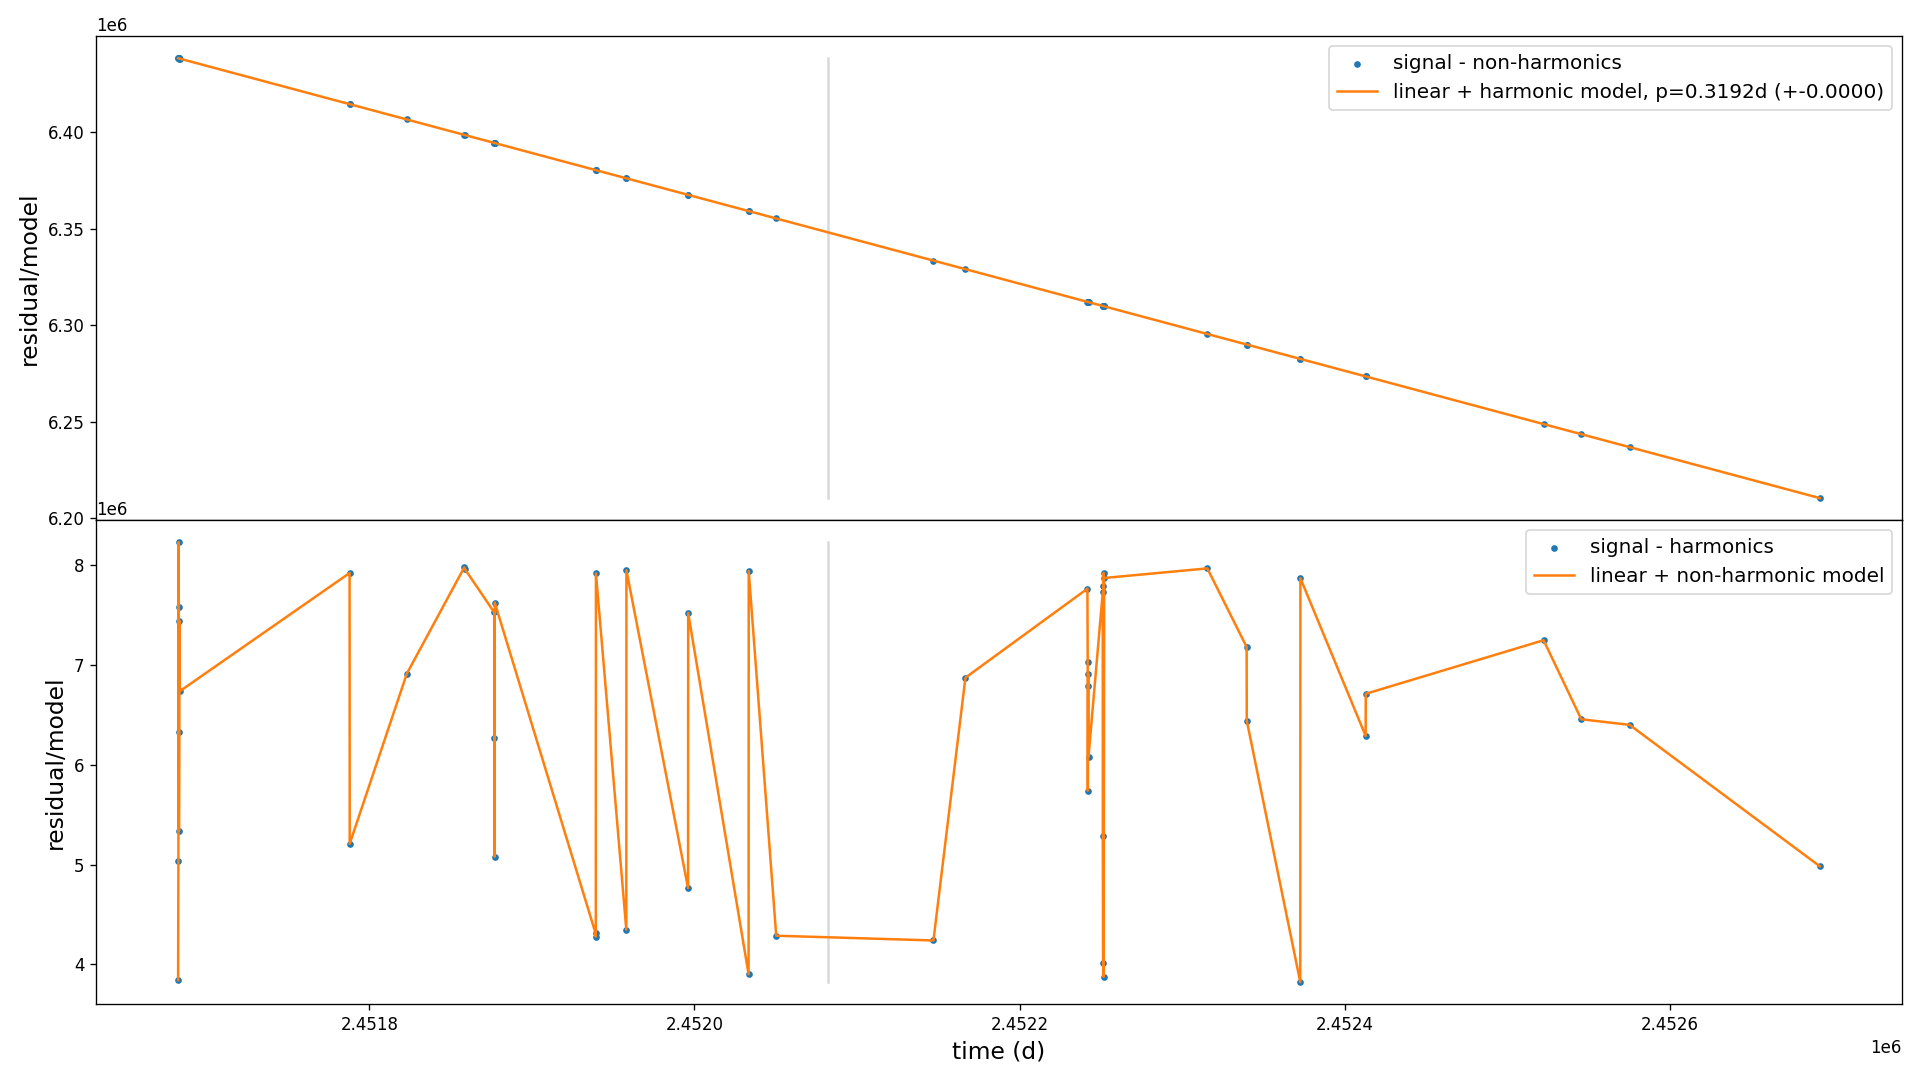 1e6
signal - non-harmonics
linear + harmonic model, p=0.3192d (+-0.0000)
6.40
6.35
6.30
6.25
6.20
residual/model
1e6
signal - harmonics
linear + non-harmonic model
8
7
6
5
4
residual/model
2.4518
2.4520
2.4522
2.4524
2.4526
time (d)
1e6